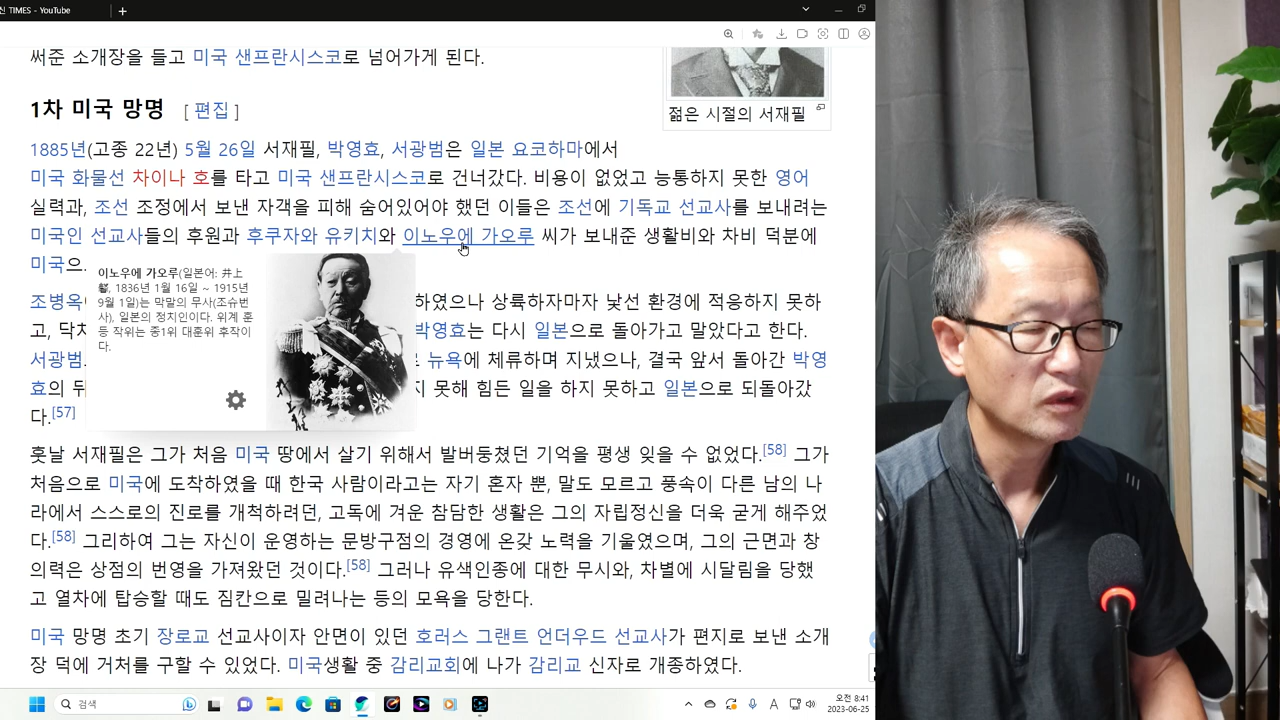 신 TIMES - YouTube
써준 소개장을 들고 미국 샌프란시스코로 넘어가게 된다.
젊은 시절의 서재필
1차 미국 망명 [ 편집 ]
1885년(고종 22년) 5월 26일 서재필, 박영효, 서광범은 일본 요코하마에서
미국 화물선 차이나 호를 타고 미국 샌프란시스코로 건너갔다. 비용이 없었고 능통하지 못한 영어
실력과, 조선 조정에서 보낸 자객을 피해 숨어있어야 했던 이들은 조선에 기독교 선교사를 보내려는
미국인 선교사들의 후원과 후쿠자와 유키치와 이노우에 가오루 씨가 보내준 생활비와 차비 덕분에
미국으
이노우에 가오루(일본어: 井上
馨, 1836년 1월 16일 ~ 1915년
9월 1일)는 막말의 무사(조슈번
사), 일본의 정치인이다. 위계 훈
등 작위는 종1위 대훈위 후작이
다.
조병옥 하였으나 상륙하자마자 낯선 환경에 적응하지 못하
고, 닥치 박영효는 다시 일본으로 돌아가고 말았다고 한다.
서광범 뉴욕에 체류하며 지냈으나, 결국 앞서 돌아간 박영
효의 뒤 지 못해 힘든 일을 하지 못하고 일본으로 되돌아갔
다.[57]
훗날 서재필은 그가 처음 미국 땅에서 살기 위해서 발버둥쳤던 기억을 평생 잊을 수 없었다.[58] 그가
처음으로 미국에 도착하였을 때 한국 사람이라고는 자기 혼자 뿐, 말도 모르고 풍속이 다른 남의 나
라에서 스스로의 진로를 개척하려던, 고독에 겨운 참담한 생활은 그의 자립정신을 더욱 굳게 해주었
다.[58] 그리하여 그는 자신이 운영하는 문방구점의 경영에 온갖 노력을 기울였으며, 그의 근면과 창
의력은 상점의 번영을 가져왔던 것이다.[58] 그러나 유색인종에 대한 무시와, 차별에 시달림을 당했
고 열차에 탑승할 때도 짐칸으로 밀려나는 등의 모욕을 당한다.
미국 망명 초기 장로교 선교사이자 안면이 있던 호러스 그랜트 언더우드 선교사가 편지로 보낸 소개
장 덕에 거처를 구할 수 있었다. 미국생활 중 감리교회에 나가 감리교 신자로 개종하였다.
검색
A
오전 8:41
2023-06-25